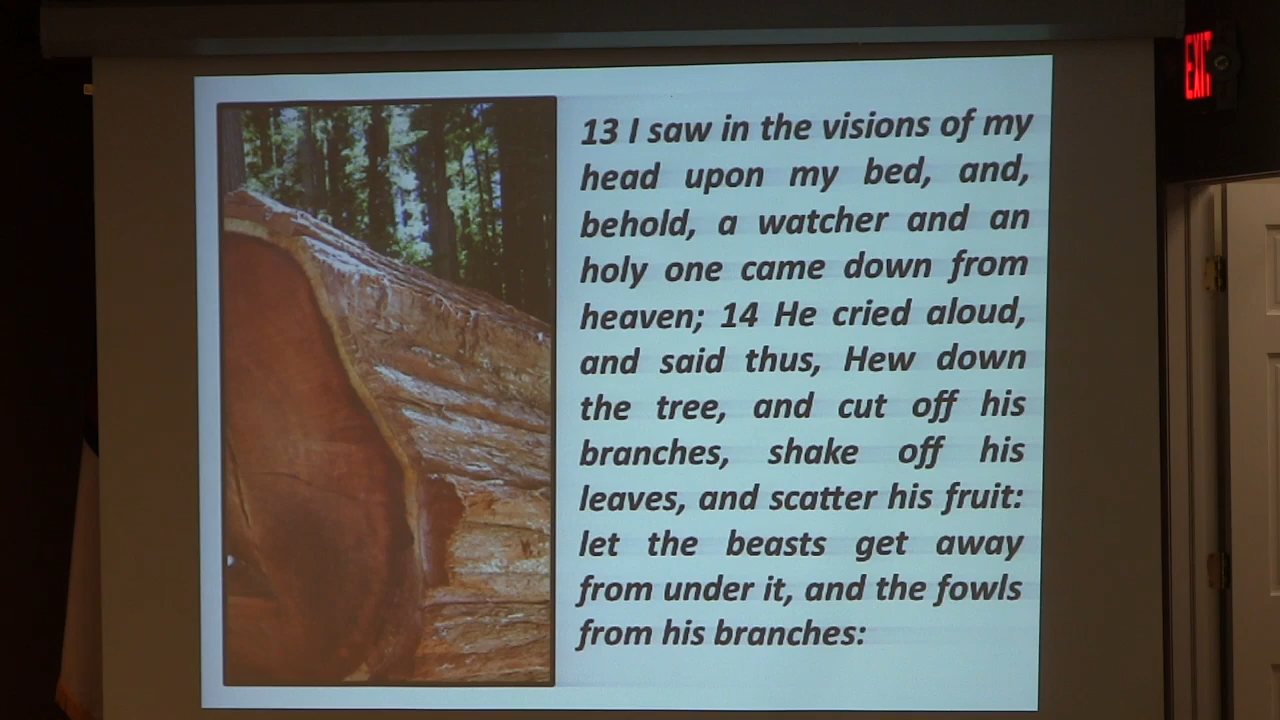 13 I saw in the visions of my
head upon my bed, and,
behold, a watcher and an
holy one came down from
heaven; 14 He cried aloud,
and said thus, Hew down
the tree, and cut off his
branches, shake off his
leaves, and scatter his fruit:
let the beasts get away
from under it, and the fowls
from his branches:
EXIT